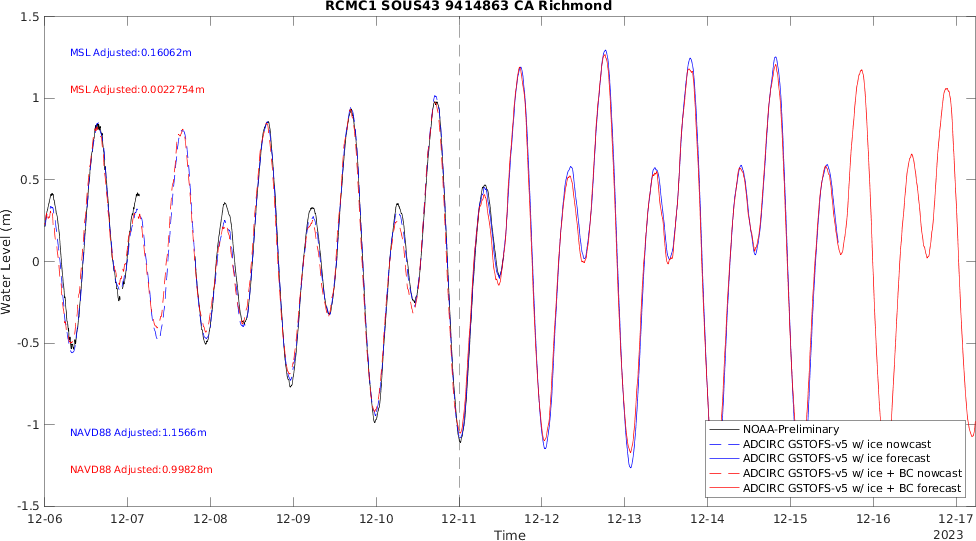 RCMC1 SOUS43 9414863 CA Richmond
1.5
MSL Adjusted:0.16062m
MSL Adjusted:0.0022754m
1
0.5
Water Level (m)
0
-0.5
-1
NAVD88 Adjusted:1.1566m
NAVD88 Adjusted:0.99828m
NOAA-Preliminary
ADCIRC GSTOFS-v5 w/ ice nowcast
ADCIRC GSTOFS-v5 w/ ice forecast
ADCIRC GSTOFS-v5 w/ ice + BC nowcast
ADCIRC GSTOFS-v5 w/ ice + BC forecast
-1.5
12-06 12-07 12-08 12-09 12-10 12-11 12-12 12-13 12-14 12-15 12-16 12-17
Time
2023